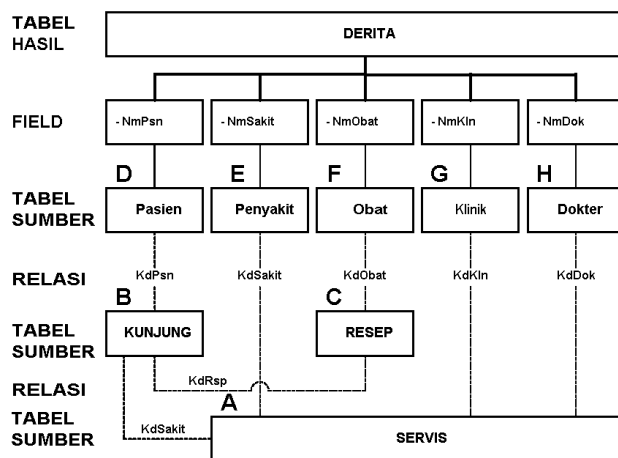 TABEL
HASIL
DERITA
FIELD
- NmPsn
- NmSakit
- NmObat
- NmKln
- NmDok
D
E
F
G
H
TABEL
SUMBER
Pasien
Penyakit
Obat
Klinik
Dokter
RELASI
KdPsn
KdSakit
KdObat
KdKln
KdDok
B
C
TABEL
SUMBER
KUNJUNG
RESEP
RELASI
KdRsp
A
TABEL
SUMBER
KdSakit
SERVIS